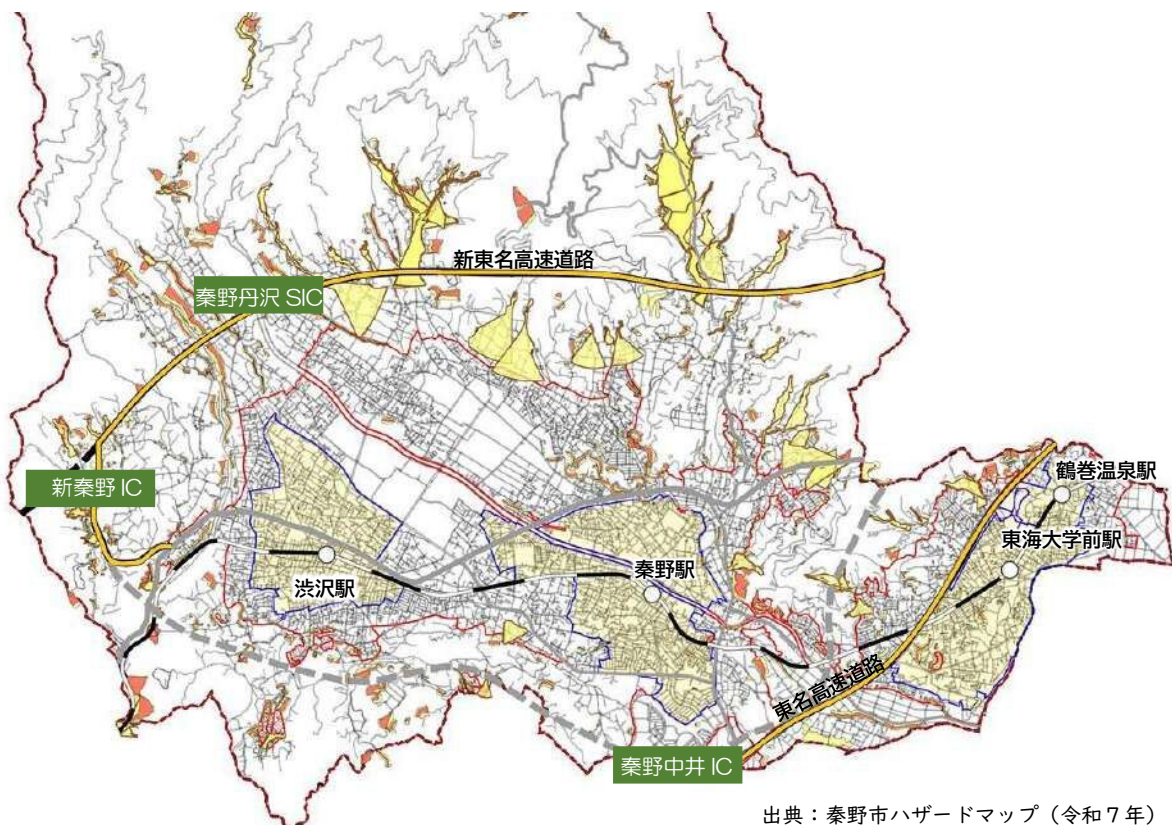 新東名高速道路
秦野丹沢 SIC
新秦野 IC
鶴巻温泉駅
東海大学前駅
渋沢駅
秦野駅
東名高速道路
秦野中井 IC
出典：秦野市ハザードマップ（令和７年）